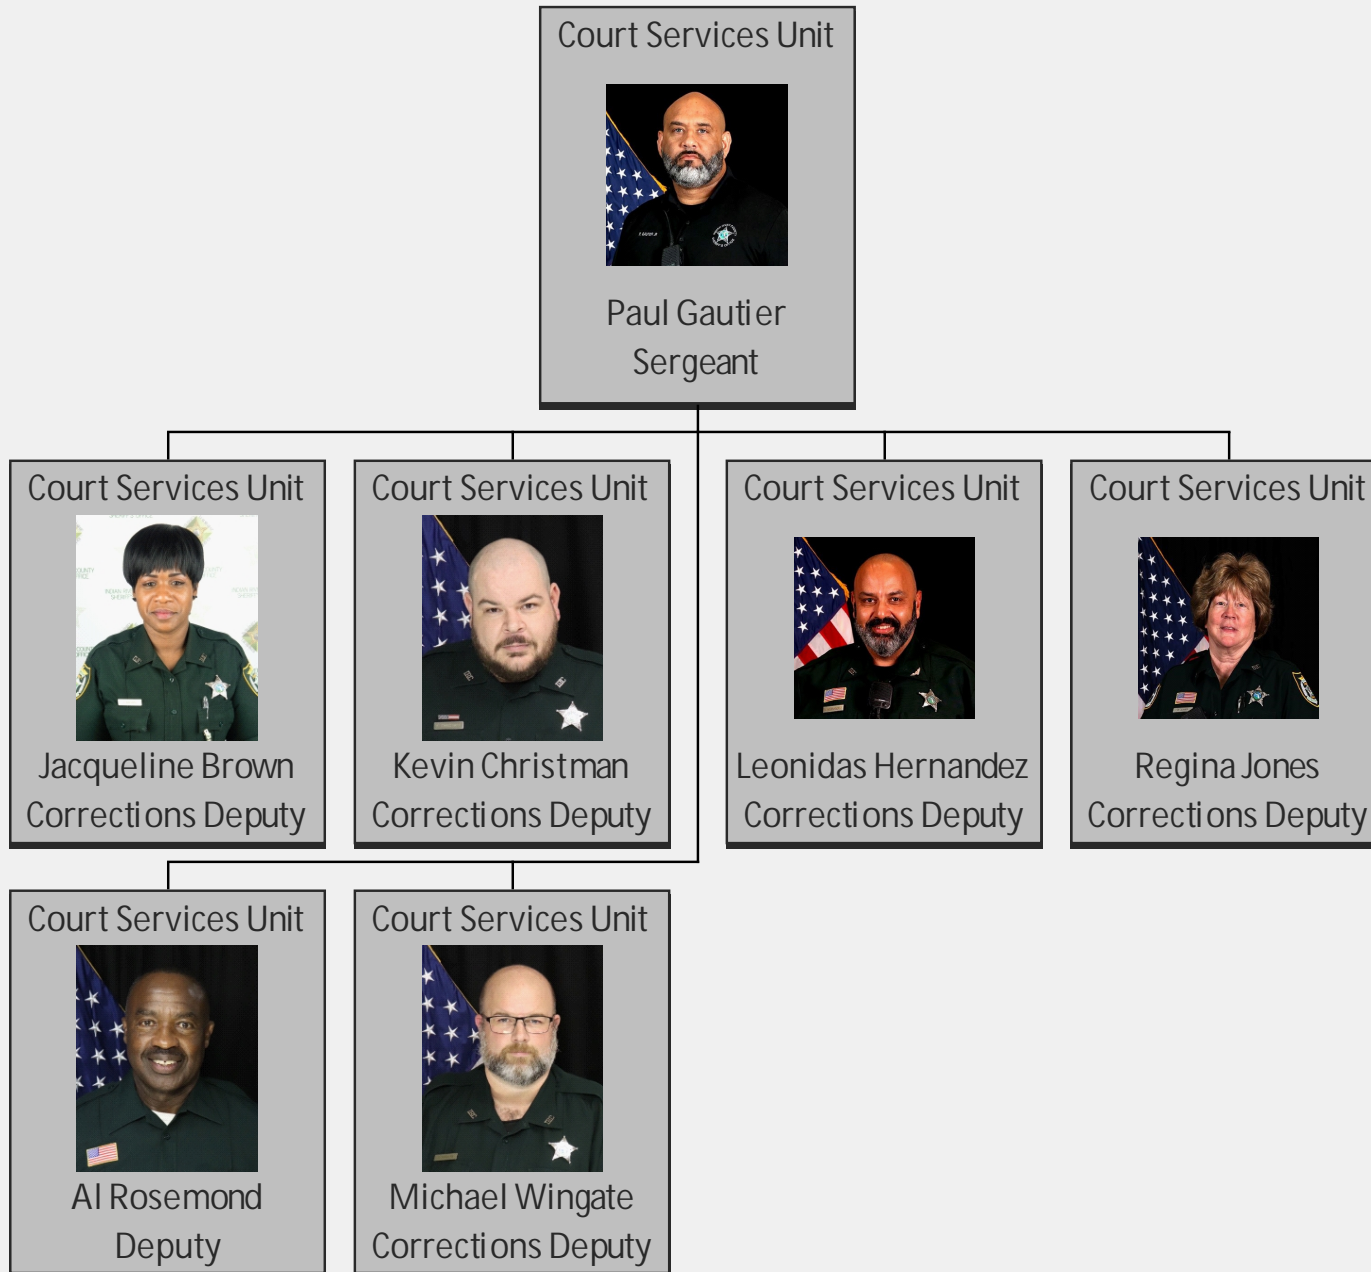 Court Services Unit
Paul Gautier
Sergeant
Court Services Unit
Jacqueline Brown
Corrections Deputy
Court Services Unit
Kevin Christman
Corrections Deputy
Court Services Unit
Leonidas Hernandez
Corrections Deputy
Court Services Unit
Regina Jones
Corrections Deputy
Court Services Unit
Al Rosemond
Deputy
Court Services Unit
Michael Wingate
Corrections Deputy